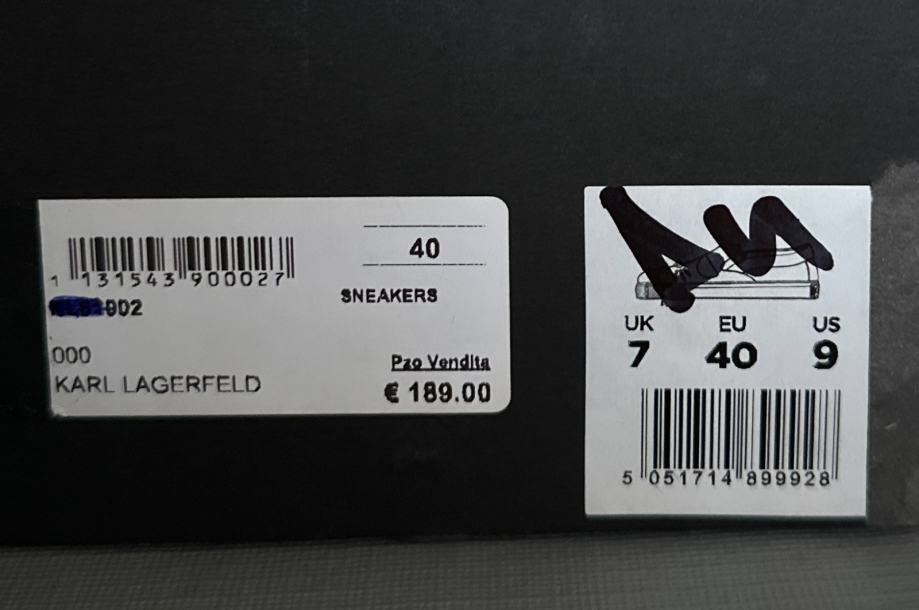 1 131543 900027
002
000
KARL LAGERFELD
40
SNEAKERS
Pzo Vendita
€ 189.00
UK EU US
7 40 9
5 051714 899928